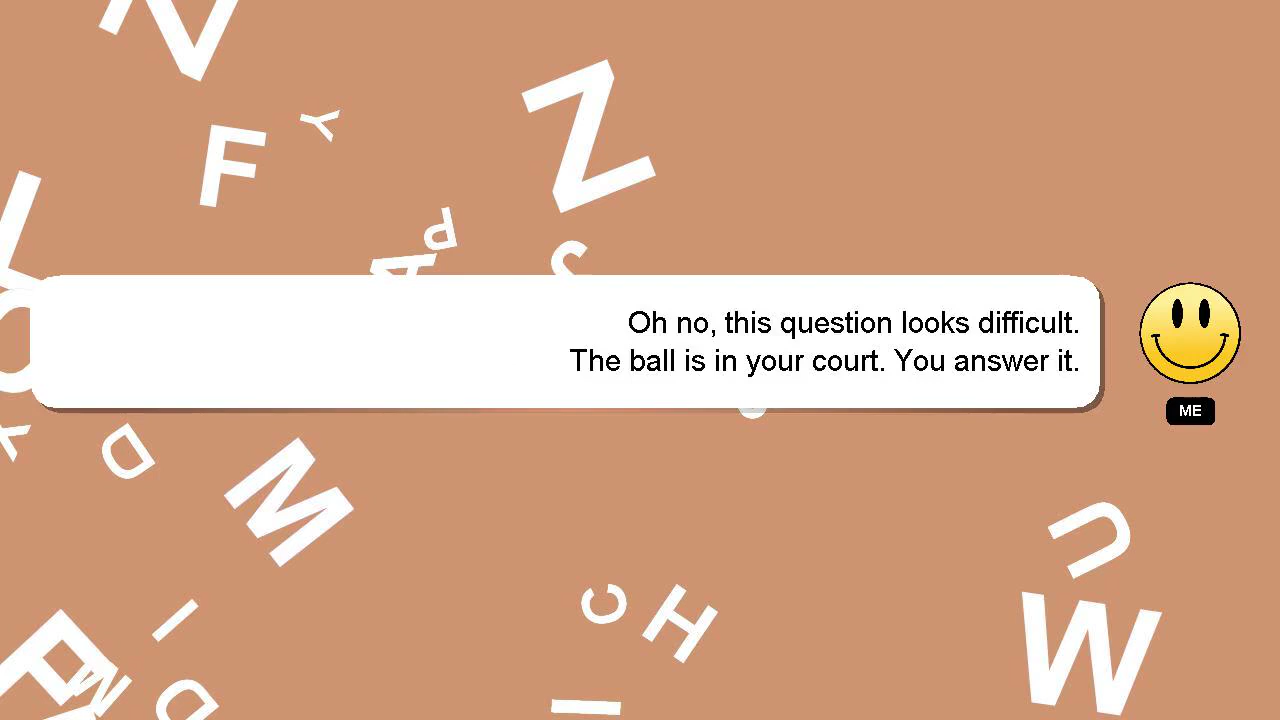 Oh no, this question looks difficult.
The ball is in your court. You answer it.
ME
N
Z
F
Y
P
A
D
M
U
C
H
I
W
D